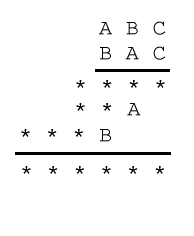 A B C
B A C
* * * *
* * A
* * * B
* * * * * *